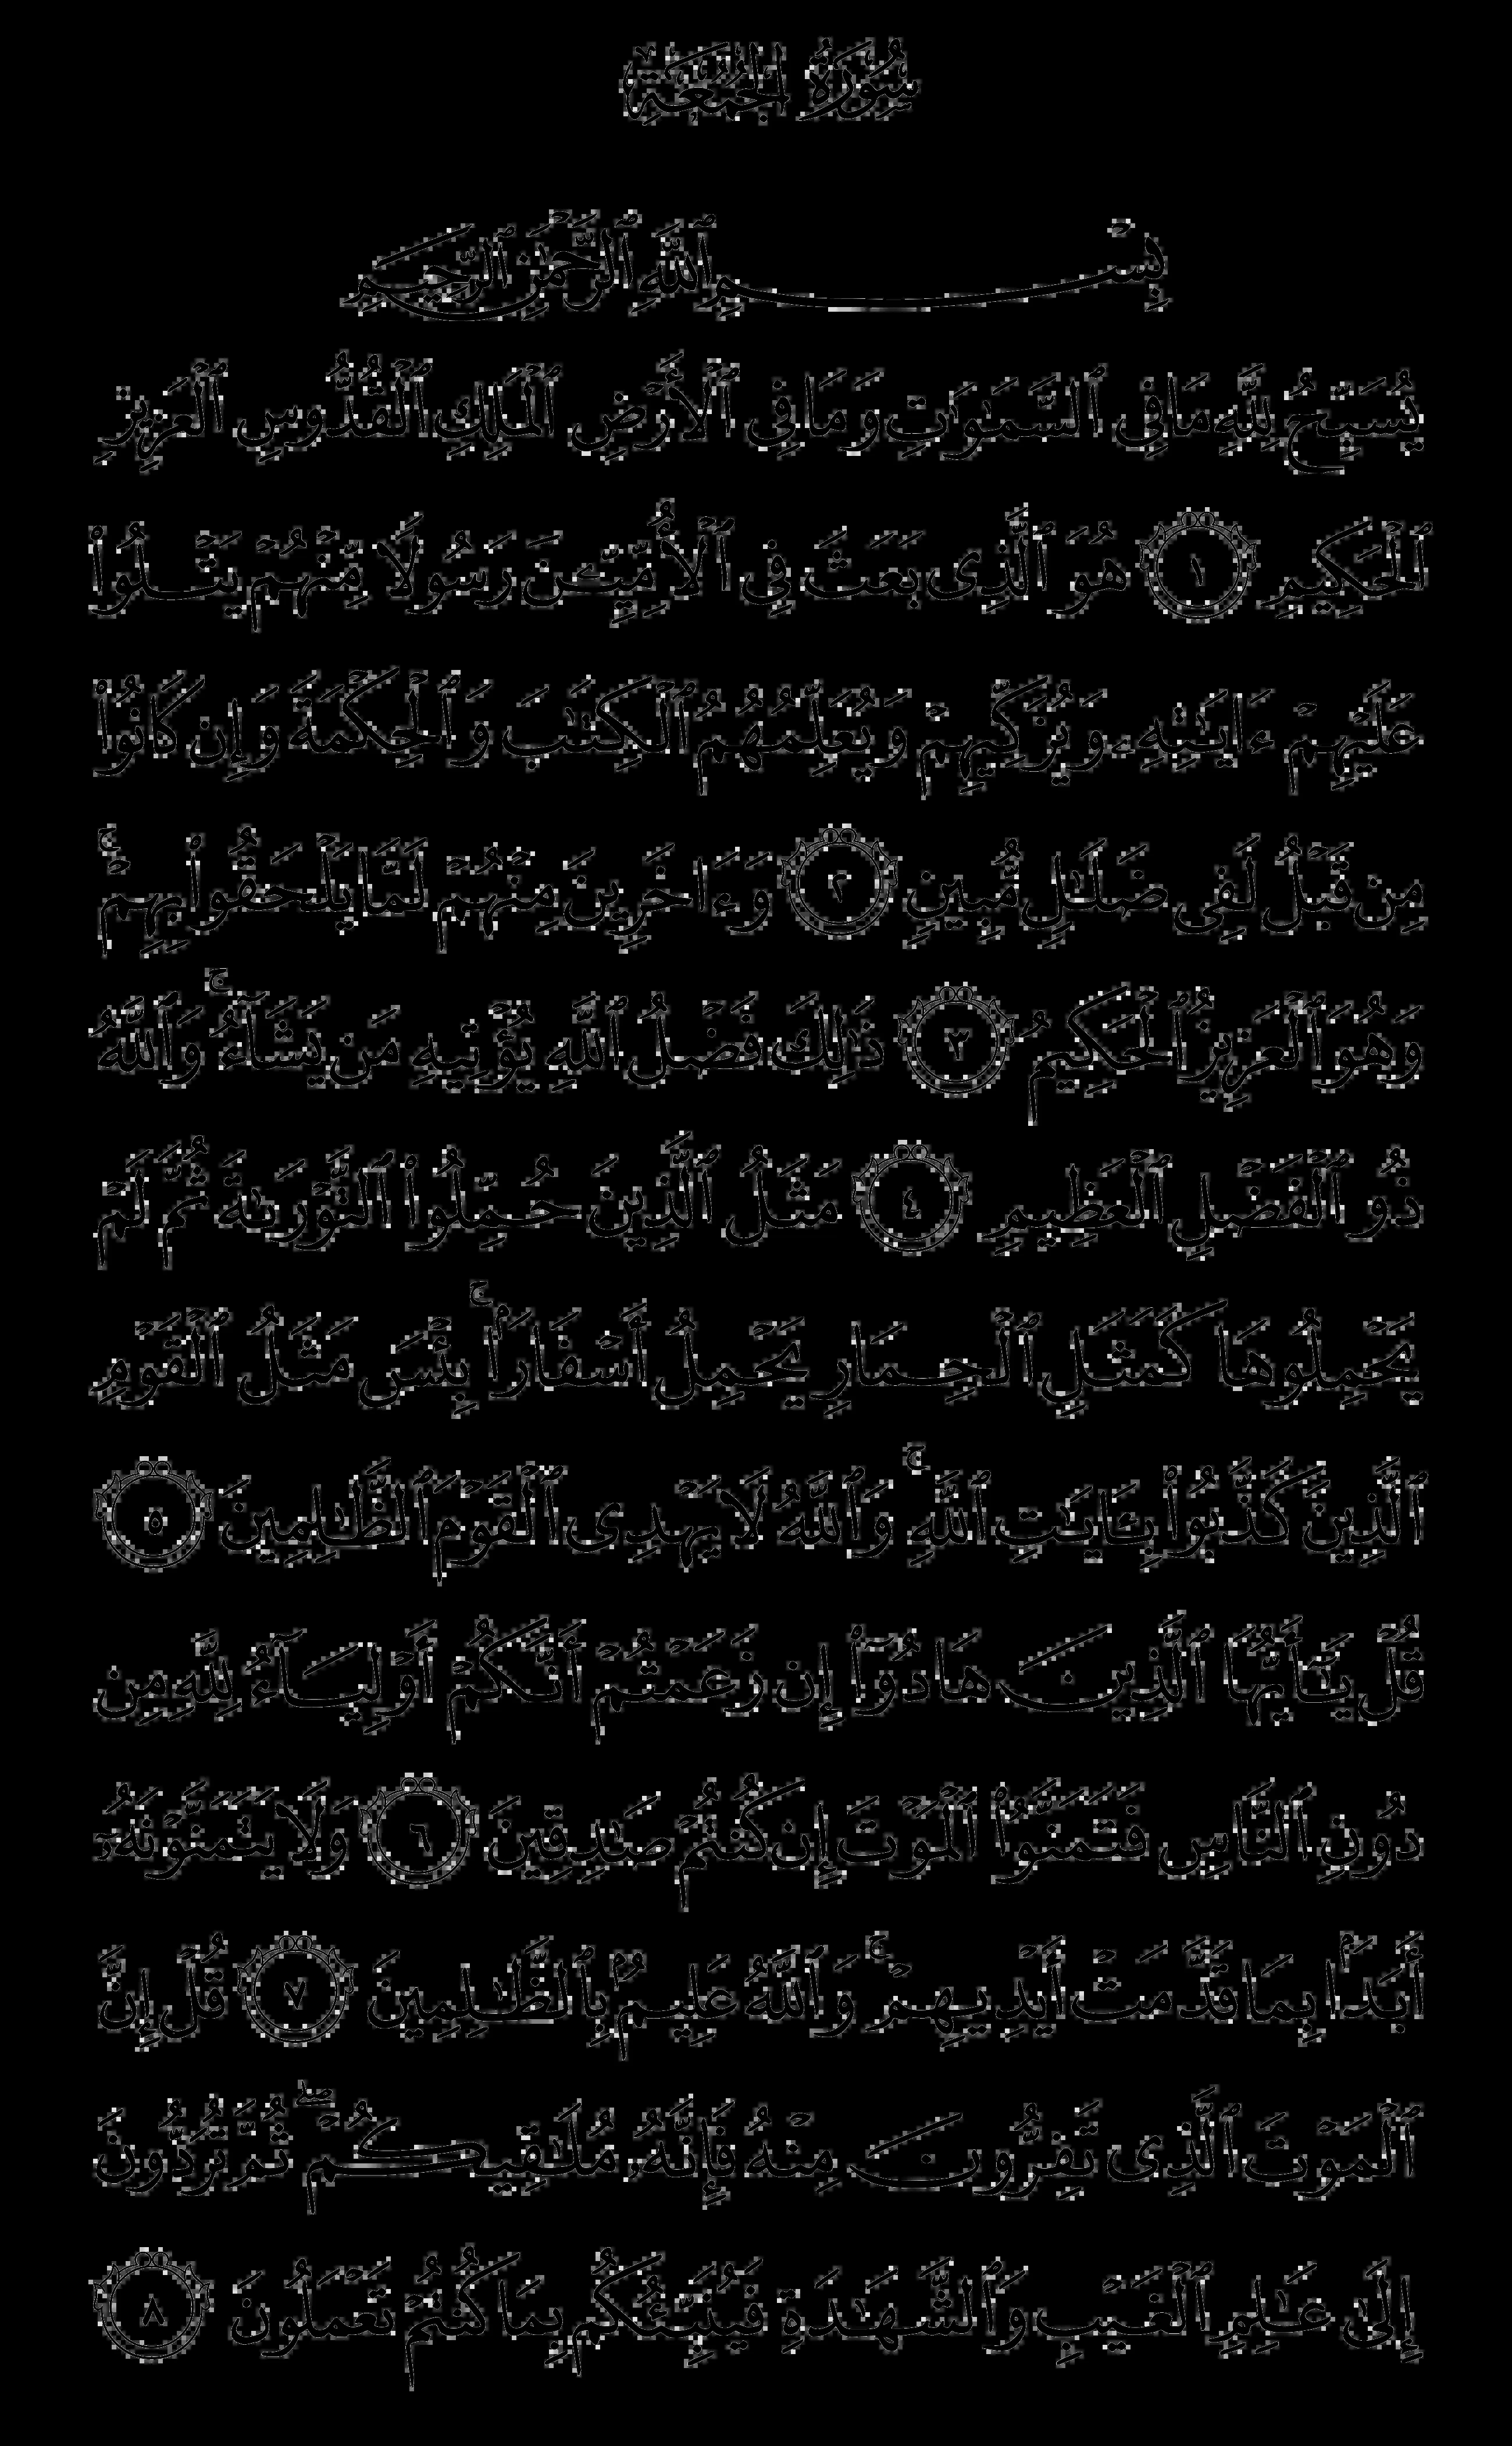 سُورَةُ الجُمُعَةِ
بِسْمِ ٱللَّهِ ٱلرَّحْمَٰنِ ٱلرَّحِيمِ
يُسَبِّحُ لِلَّهِ مَا فِى ٱلسَّمَٰوَٰتِ وَمَا فِى ٱلْأَرْضِ ٱلْمَلِكِ ٱلْقُدُّوسِ ٱلْعَزِيزِ
ٱلْحَكِيمِ ١ هُوَ ٱلَّذِى بَعَثَ فِى ٱلْأُمِّيِّـۧنَ رَسُولًا مِّنْهُمْ يَتْلُوا۟
عَلَيْهِمْ ءَايَٰتِهِۦ وَيُزَكِّيهِمْ وَيُعَلِّمُهُمُ ٱلْكِتَٰبَ وَٱلْحِكْمَةَ وَإِن كَانُوا۟
مِن قَبْلُ لَفِى ضَلَٰلٍ مُّبِينٍ ٢ وَءَاخَرِينَ مِنْهُمْ لَمَّا يَلْحَقُوا۟ بِهِمْ ۚ
وَهُوَ ٱلْعَزِيزُ ٱلْحَكِيمُ ٣ ذَٰلِكَ فَضْلُ ٱللَّهِ يُؤْتِيهِ مَن يَشَآءُ ۚ وَٱللَّهُ
ذُو ٱلْفَضْلِ ٱلْعَظِيمِ ٤ مَثَلُ ٱلَّذِينَ حُمِّلُوا۟ ٱلتَّوْرَىٰةَ ثُمَّ لَمْ
يَحْمِلُوهَا كَمَثَلِ ٱلْحِمَارِ يَحْمِلُ أَسْفَارًۢا ۚ بِئْسَ مَثَلُ ٱلْقَوْمِ
ٱلَّذِينَ كَذَّبُوا۟ بِـَٔايَٰتِ ٱللَّهِ ۚ وَٱللَّهُ لَا يَهْدِى ٱلْقَوْمَ ٱلظَّٰلِمِينَ ٥
قُلْ يَٰٓأَيُّهَا ٱلَّذِينَ هَادُوٓا۟ إِن زَعَمْتُمْ أَنَّكُمْ أَوْلِيَآءُ لِلَّهِ مِن
دُونِ ٱلنَّاسِ فَتَمَنَّوُا۟ ٱلْمَوْتَ إِن كُنتُمْ صَٰدِقِينَ ٦ وَلَا يَتَمَنَّوْنَهُۥٓ
أَبَدًۢا بِمَا قَدَّمَتْ أَيْدِيهِمْ ۚ وَٱللَّهُ عَلِيمٌۢ بِٱلظَّٰلِمِينَ ٧ قُلْ إِنَّ
ٱلْمَوْتَ ٱلَّذِى تَفِرُّونَ مِنْهُ فَإِنَّهُۥ مُلَٰقِيكُمْ ۖ ثُمَّ تُرَدُّونَ
إِلَىٰ عَٰلِمِ ٱلْغَيْبِ وَٱلشَّهَٰدَةِ فَيُنَبِّئُكُم بِمَا كُنتُمْ تَعْمَلُونَ ٨